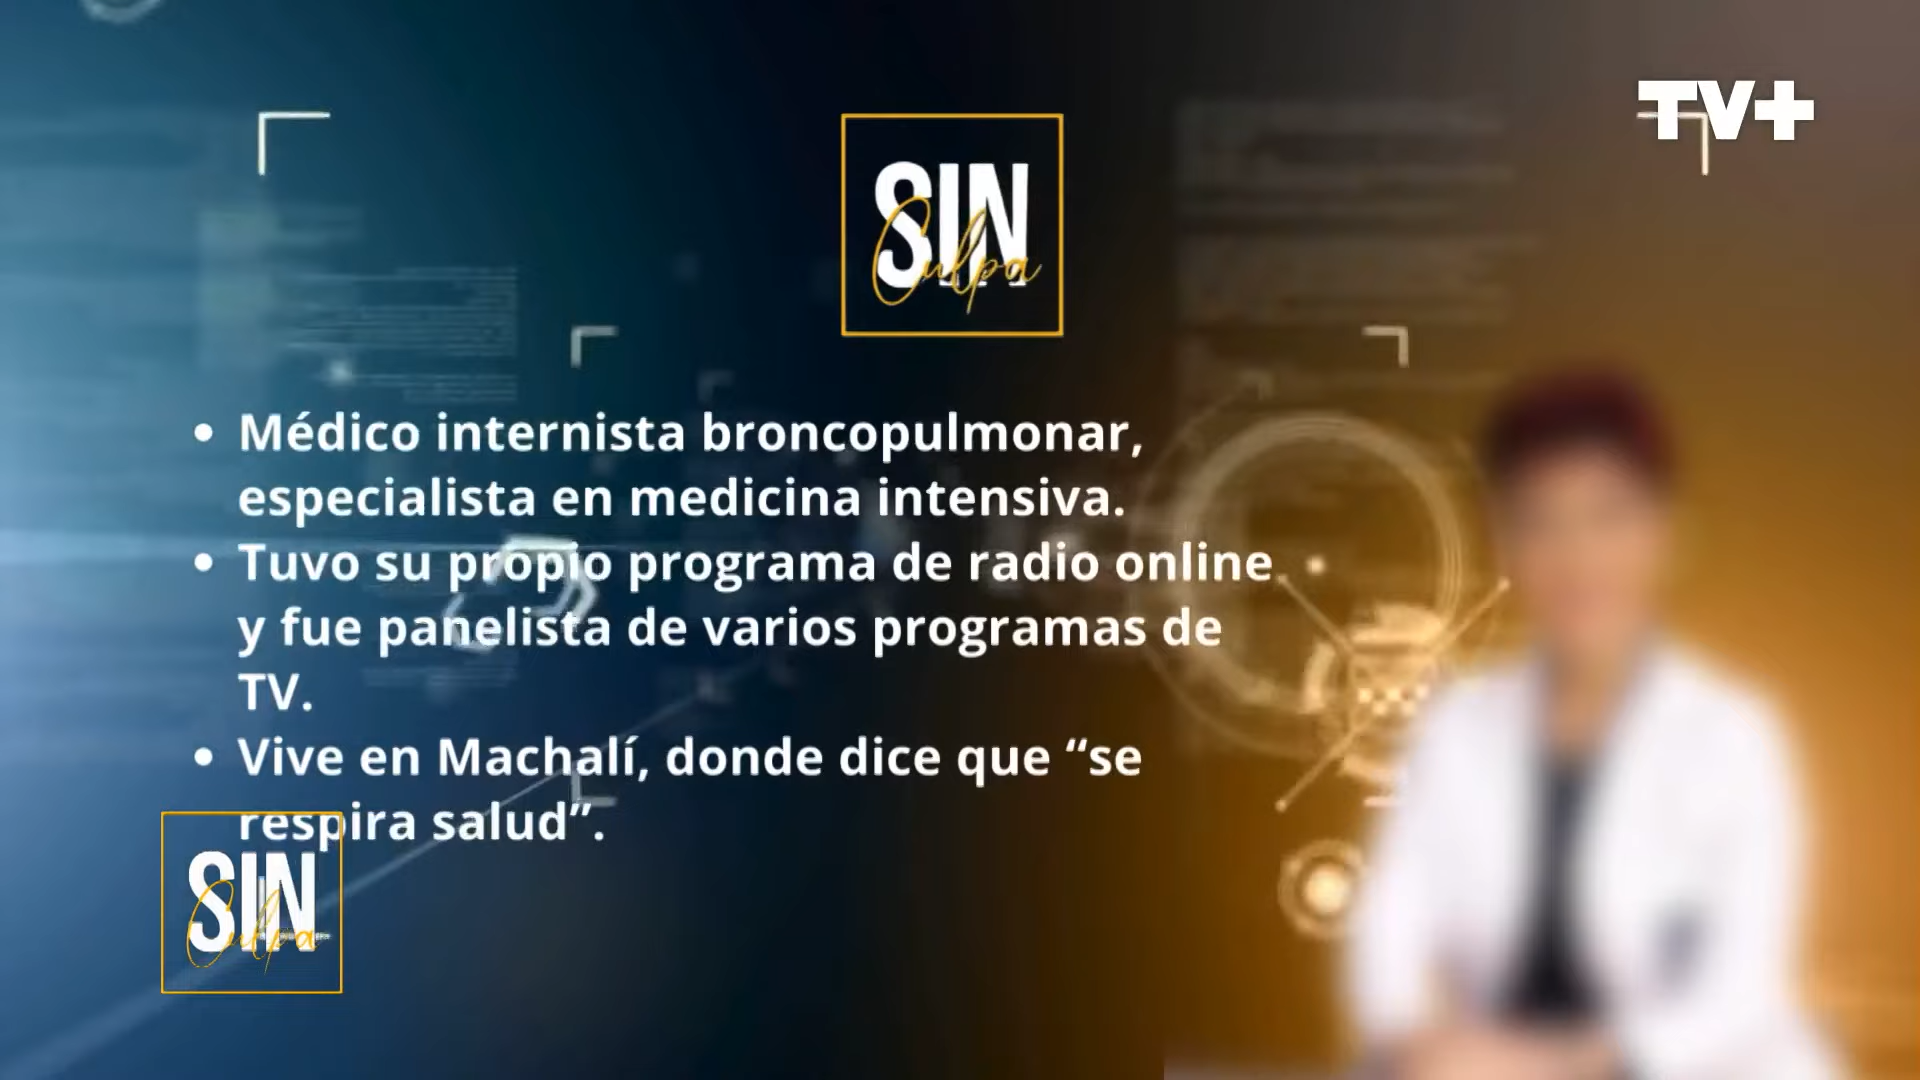 TV+
SIN
Culpa
• Médico internista broncopulmonar,
especialista en medicina intensiva.
• Tuvo su propio programa de radio online
y fue panelista de varios programas de
TV.
• Vive en Machalí, donde dice que “se
respira salud”.
SIN
Culpa